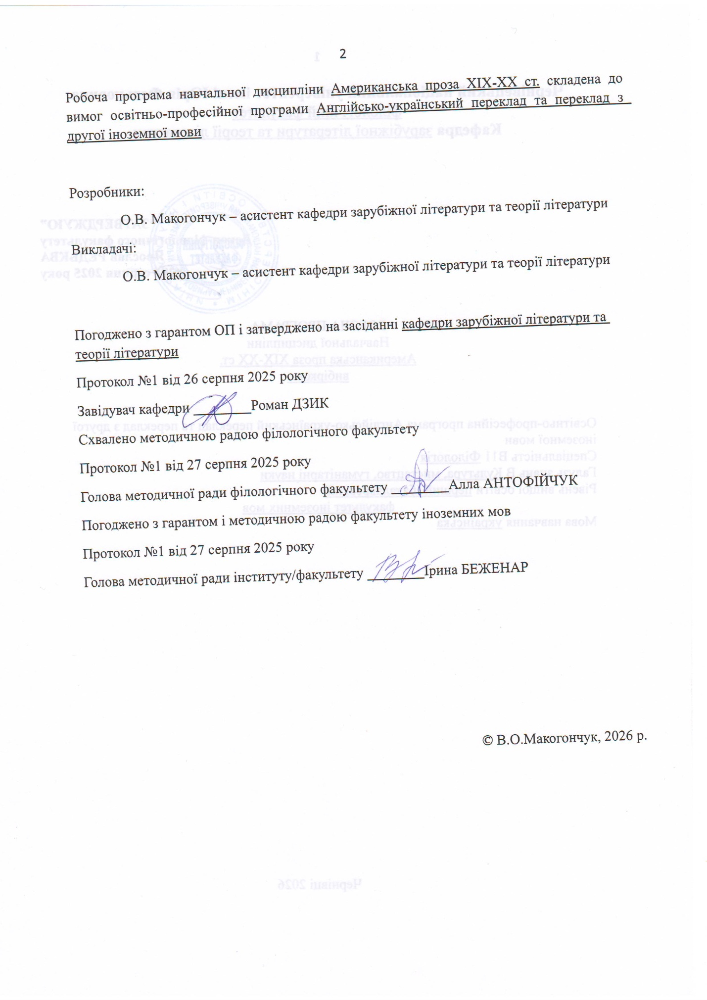 2
Робоча програма навчальної дисципліни Американська проза XIX-XX ст. складена до
вимог освітньо-професійної програми Англійсько-український переклад та переклад з
другої іноземної мови
Розробники:
О.В. Макогончук – асистент кафедри зарубіжної літератури та теорії літератури
Викладачі:
О.В. Макогончук – асистент кафедри зарубіжної літератури та теорії літератури
Погоджено з гарантом ОП і затверджено на засіданні кафедри зарубіжної літератури та
теорії літератури
Протокол №1 від 26 серпня 2025 року
Завідувач кафедри ________Роман ДЗИК
Схвалено методичною радою філологічного факультету
Протокол №1 від 27 серпня 2025 року
Голова методичної ради філологічного факультету ________Алла АНТОФІЙЧУК
Погоджено з гарантом і методичною радою факультету іноземних мов
Протокол №1 від 27 серпня 2025 року
Голова методичної ради інституту/факультету ________Ірина БЕЖЕНАР
© В.О.Макогончук, 2026 р.